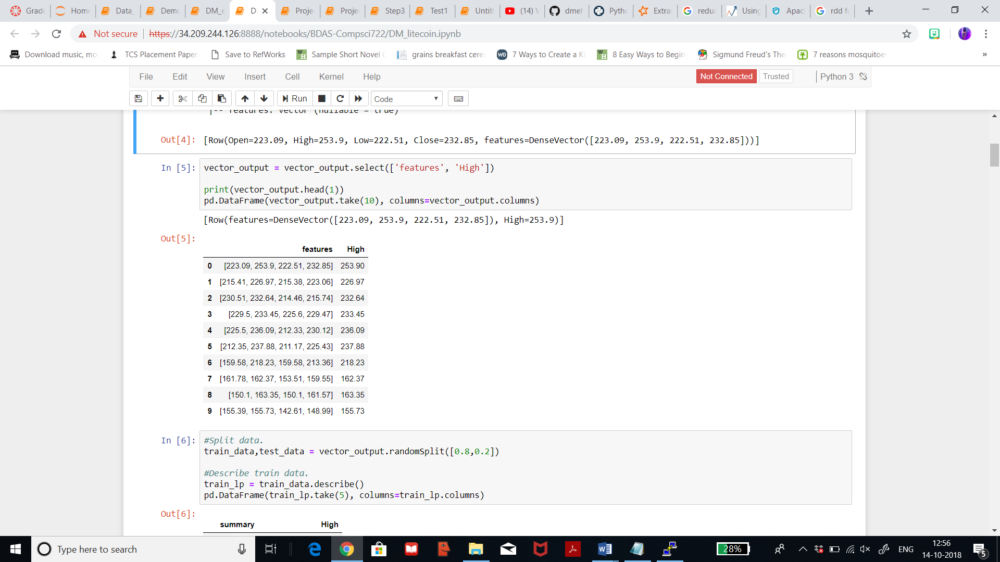 Grade Home Data_ Demo DM_e D Proje Proje Step3 Test1 Untitl (14) V dmeh Pytho Extra reduc Using Apac rdd f
Not secure https://34.209.244.126:8888/notebooks/BDAS-Compsci722/DM_litecoin.ipynb
Download music, mo TCS Placement Paper Save to RefWorks Sample Short Novel grains breakfast cerea 7 Ways to Create a Ki 8 Easy Ways to Begin Sigmund Freud's The 7 reasons mosquitoe »
File Edit View Insert Cell Kernel Help Not Connected Trusted Python 3
Run Code
|-- features: vector (nullable = true)
Out[4]: [Row(Open=223.09, High=253.9, Low=222.51, Close=232.85, features=DenseVector([223.09, 253.9, 222.51, 232.85]))]
In [5]: vector_output = vector_output.select(['features', 'High'])
print(vector_output.head(1))
pd.DataFrame(vector_output.take(10), columns=vector_output.columns)
[Row(features=DenseVector([223.09, 253.9, 222.51, 232.85]), High=253.9)]
Out[5]:
features High
0 [223.09, 253.9, 222.51, 232.85] 253.90
1 [215.41, 226.97, 215.38, 223.06] 226.97
2 [230.51, 232.64, 214.46, 215.74] 232.64
3 [229.5, 233.45, 225.6, 229.47] 233.45
4 [225.5, 236.09, 212.33, 230.12] 236.09
5 [212.35, 237.88, 211.17, 225.43] 237.88
6 [159.58, 218.23, 159.58, 213.36] 218.23
7 [161.78, 162.37, 153.51, 159.55] 162.37
8 [150.1, 163.35, 150.1, 161.57] 163.35
9 [155.39, 155.73, 142.61, 148.99] 155.73
In [6]: #Split data.
train_data,test_data = vector_output.randomSplit([0.8,0.2])
#Describe train data.
train_lp = train_data.describe()
pd.DataFrame(train_lp.take(5), columns=train_lp.columns)
Out[6]:
summary High
Type here to search 28% ENG 12:56
14-10-2018 5